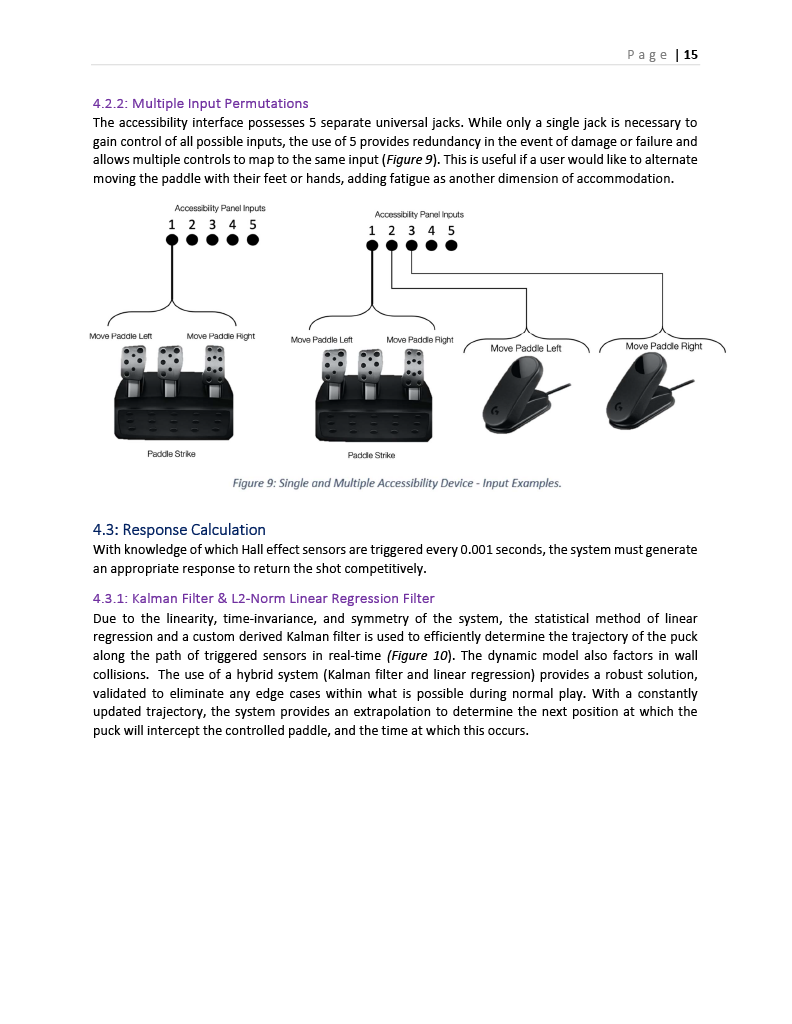 Page | 15
4.2.2: Multiple Input Permutations
The accessibility interface possesses 5 separate universal jacks. While only a single jack is necessary to
gain control of all possible inputs, the use of 5 provides redundancy in the event of damage or failure and
allows multiple controls to map to the same input (Figure 9). This is useful if a user would like to alternate
moving the paddle with their feet or hands, adding fatigue as another dimension of accommodation.
Accessibility Panel Inputs
1 2 3 4 5
Move Paddle Left
Move Paddle Right
Paddle Strike
Accessibility Panel Inputs
1 2 3 4 5
Move Paddle Left
Move Paddle Right
Paddle Strike
Move Paddle Left
Move Paddle Right
Figure 9: Single and Multiple Accessibility Device - Input Examples.
4.3: Response Calculation
With knowledge of which Hall effect sensors are triggered every 0.001 seconds, the system must generate
an appropriate response to return the shot competitively.
4.3.1: Kalman Filter & L2-Norm Linear Regression Filter
Due to the linearity, time-invariance, and symmetry of the system, the statistical method of linear
regression and a custom derived Kalman filter is used to efficiently determine the trajectory of the puck
along the path of triggered sensors in real-time (Figure 10). The dynamic model also factors in wall
collisions. The use of a hybrid system (Kalman filter and linear regression) provides a robust solution,
validated to eliminate any edge cases within what is possible during normal play. With a constantly
updated trajectory, the system provides an extrapolation to determine the next position at which the
puck will intercept the controlled paddle, and the time at which this occurs.